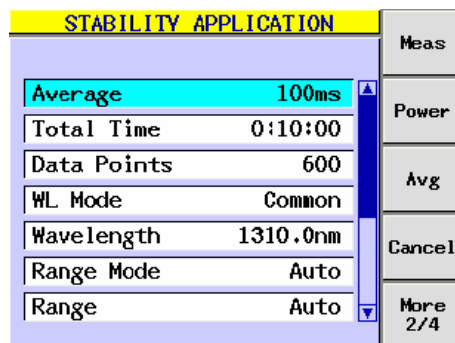 STABILITY APPLICATION
Average 100ms
Total Time 0:10:00
Data Points 600
WL Mode Common
Wavelength 1310.0nm
Range Mode Auto
Range Auto
Meas
Power
Avg
Cancel
More
2/4